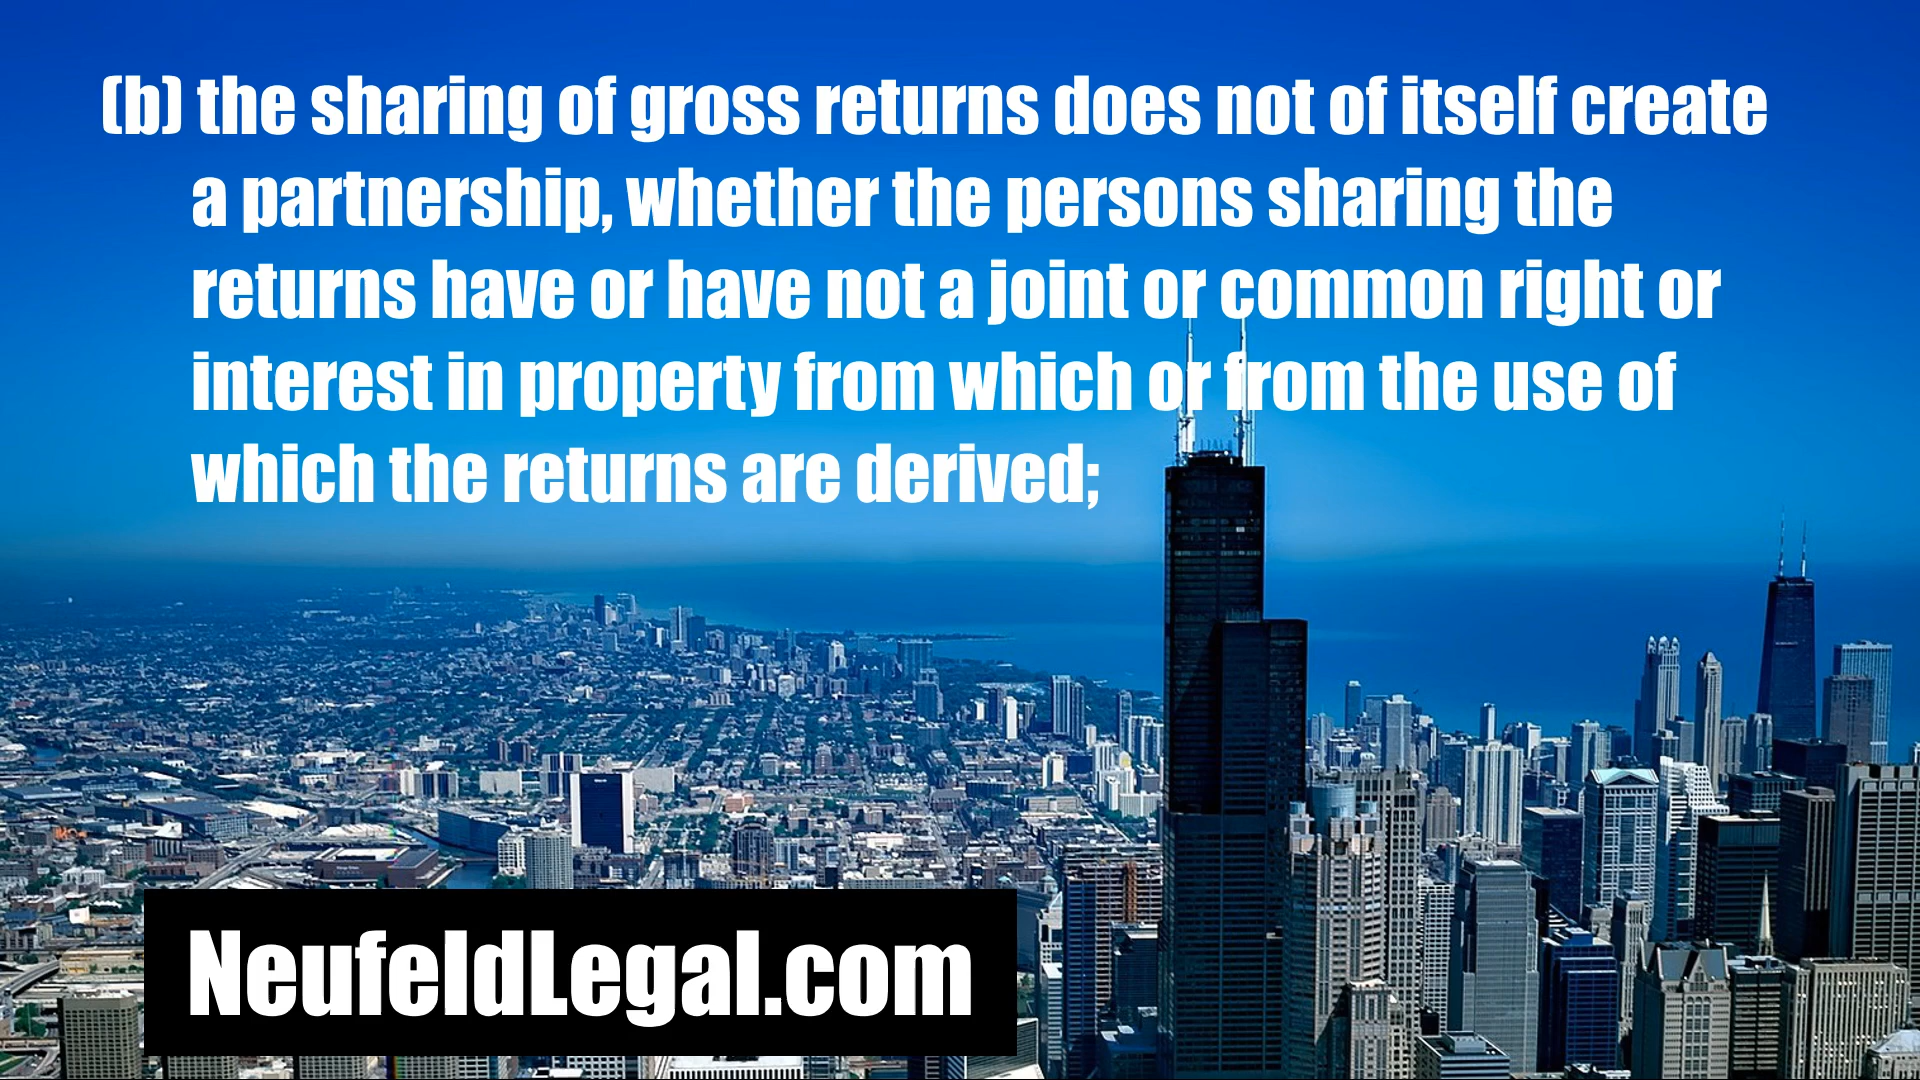 (b) the sharing of gross returns does not of itself create
a partnership, whether the persons sharing the
returns have or have not a joint or common right or
interest in property from which or from the use of
which the returns are derived;
NeufeldLegal.com